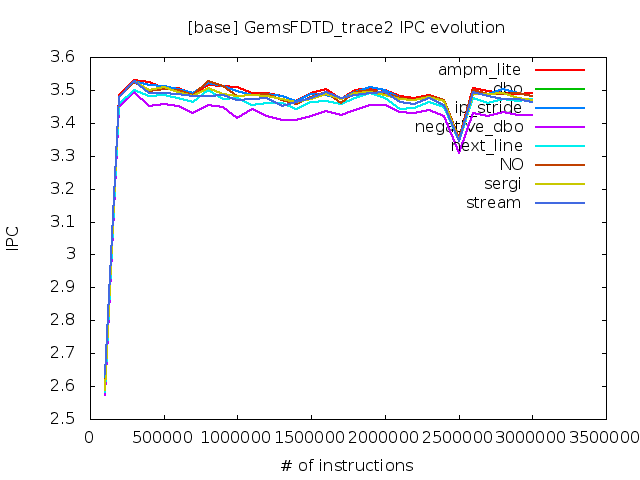 [base] GemsFDTD_trace2 IPC evolution
3.6
3.5
3.4
3.3
3.2
3.1
3
2.9
2.8
2.7
2.6
2.5
IPC
ampm_lite
dbo
ip_stride
negative_dbo
next_line
NO
sergi
stream
0 500000 1000000 1500000 2000000 2500000 3000000 3500000
# of instructions